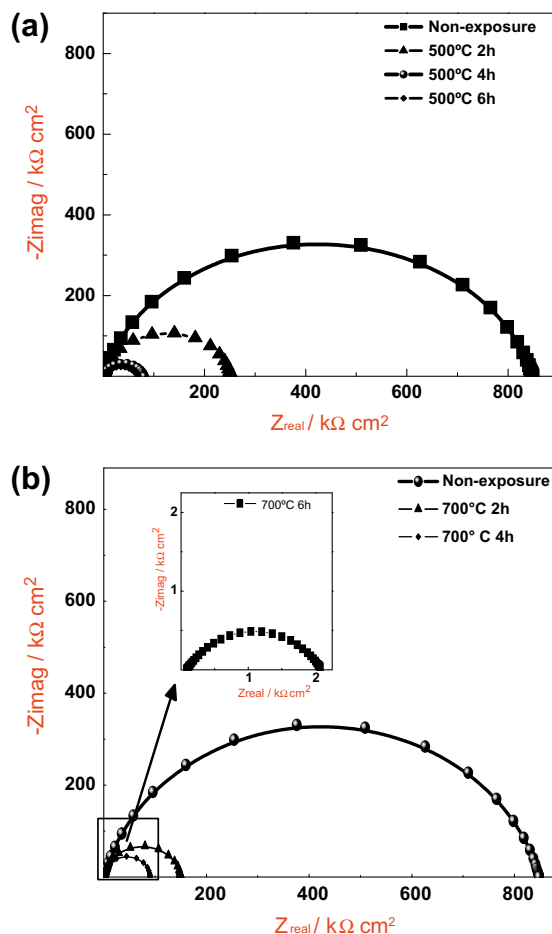 (a)
Non-exposure
500ºC 2h
500ºC 4h
500ºC 6h
800
600
400
200
200 400 600 800
-Zimag / kΩ cm²
Zreal / kΩ cm²
(b)
Non-exposure
700°C 2h
700° C 4h
700ºC 6h
2
1
1 2
-Zimag / kΩ cm²
Zreal / kΩ cm²
800
600
400
200
200 400 600 800
-Zimag / kΩ cm²
Zreal / kΩ cm²